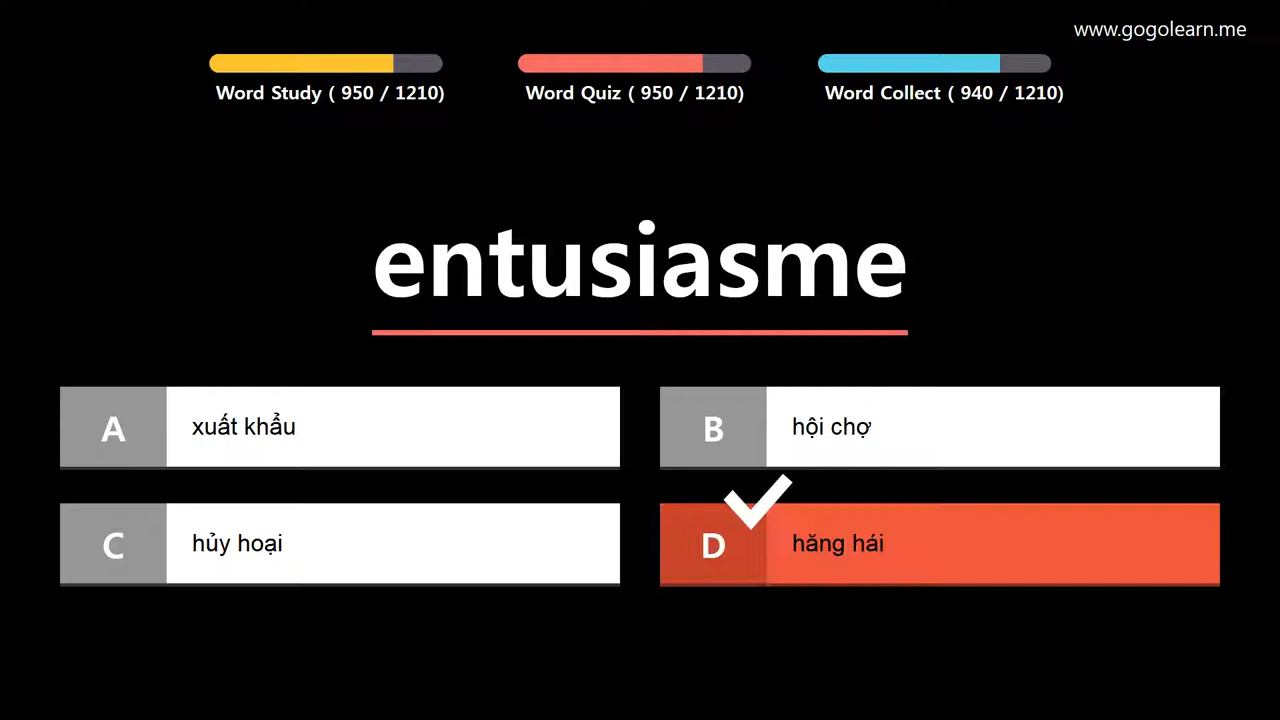 www.gogolearn.me
Word Study ( 950 / 1210)
Word Quiz ( 950 / 1210)
Word Collect ( 940 / 1210)
entusiasme
A xuất khẩu
B hội chợ
C hủy hoại
D hăng hái